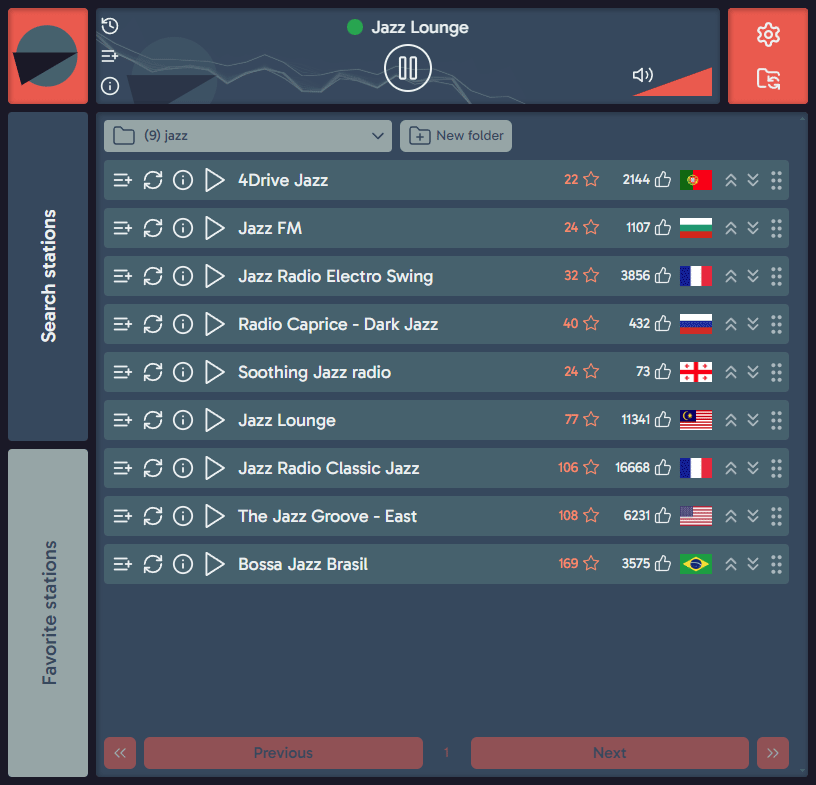 Jazz Lounge
Search stations
Favorite stations
(9) jazz
New folder
4Drive Jazz 22 2144
Jazz FM 24 1107
Jazz Radio Electro Swing 32 3856
Radio Caprice - Dark Jazz 40 432
Soothing Jazz radio 24 73
Jazz Lounge 77 11341
Jazz Radio Classic Jazz 106 16668
The Jazz Groove - East 108 6231
Bossa Jazz Brasil 169 3575
Previous 1 Next